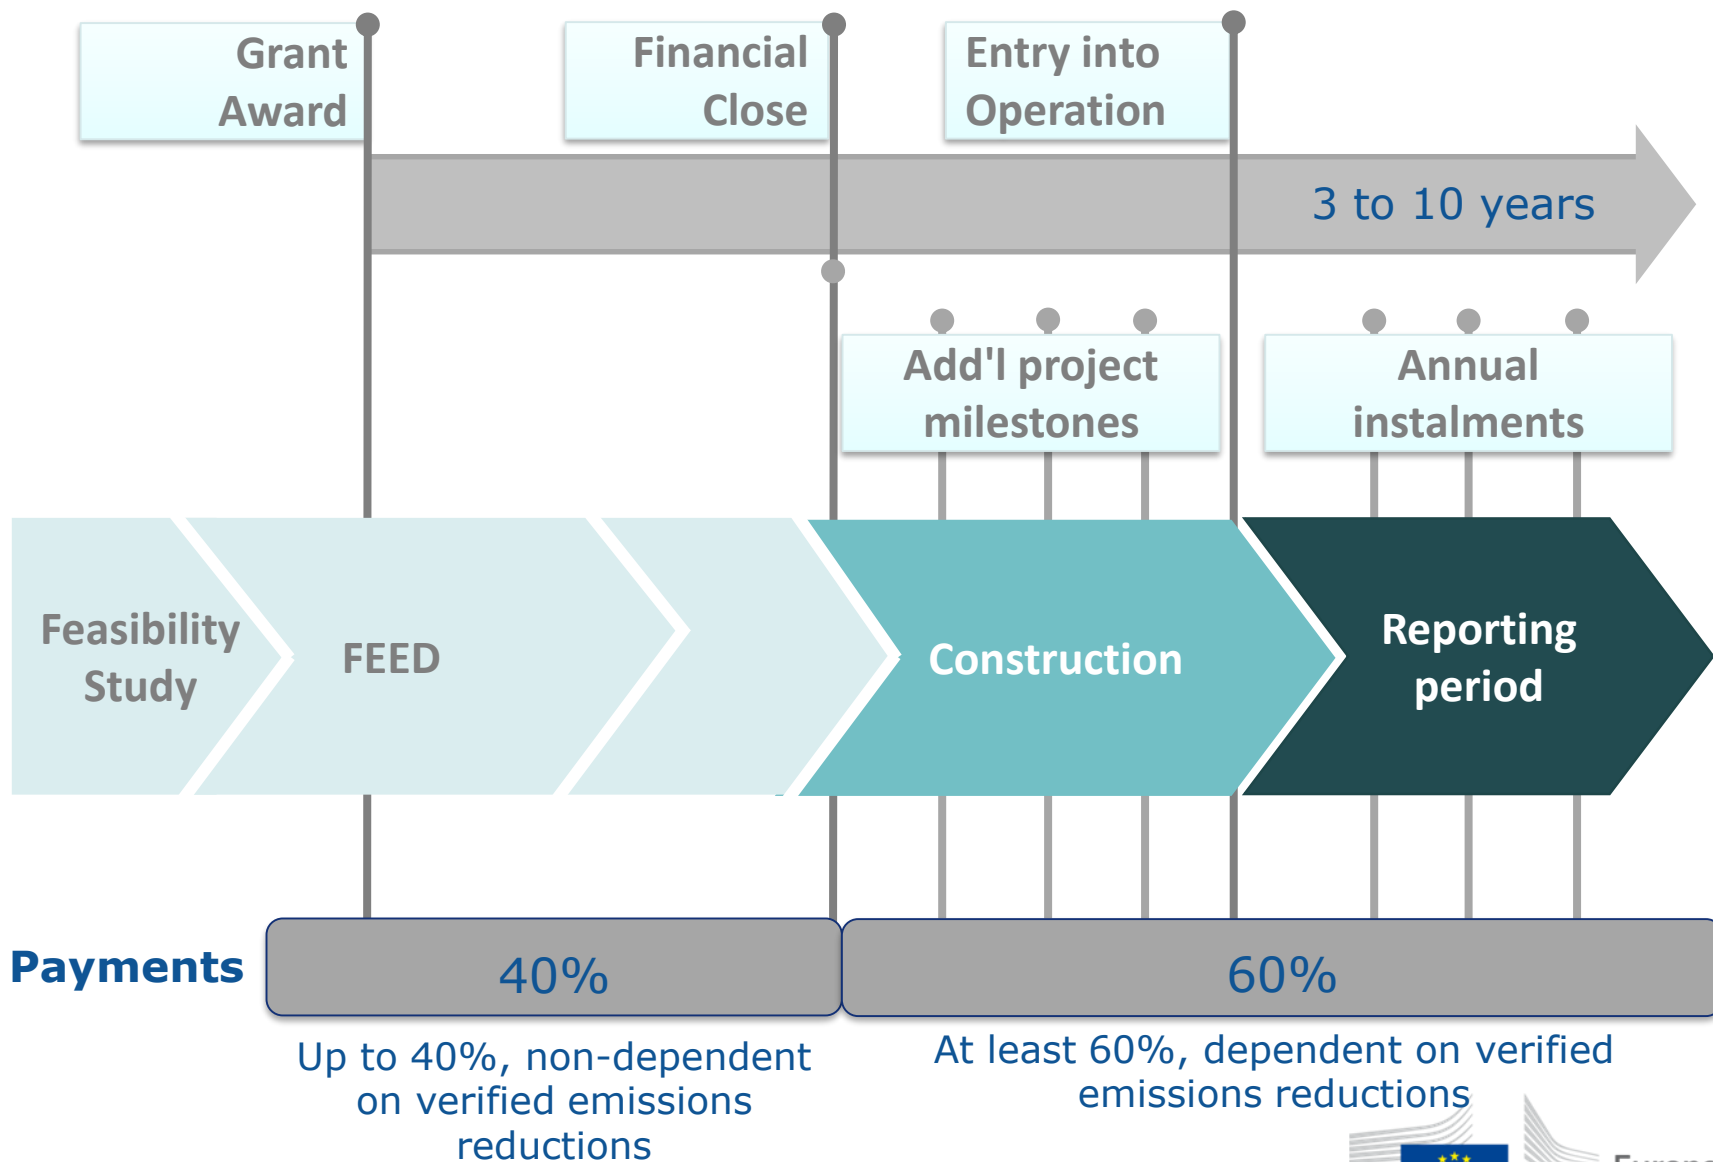 Grant
Award
Financial
Close
Entry into
Operation
3 to 10 years
Add'l project
milestones
Annual
instalments
Feasibility
Study
FEED
Construction
Reporting
period
Payments
40%
60%
Up to 40%, non-dependent
on verified emissions
reductions
At least 60%, dependent on verified
emissions reductions